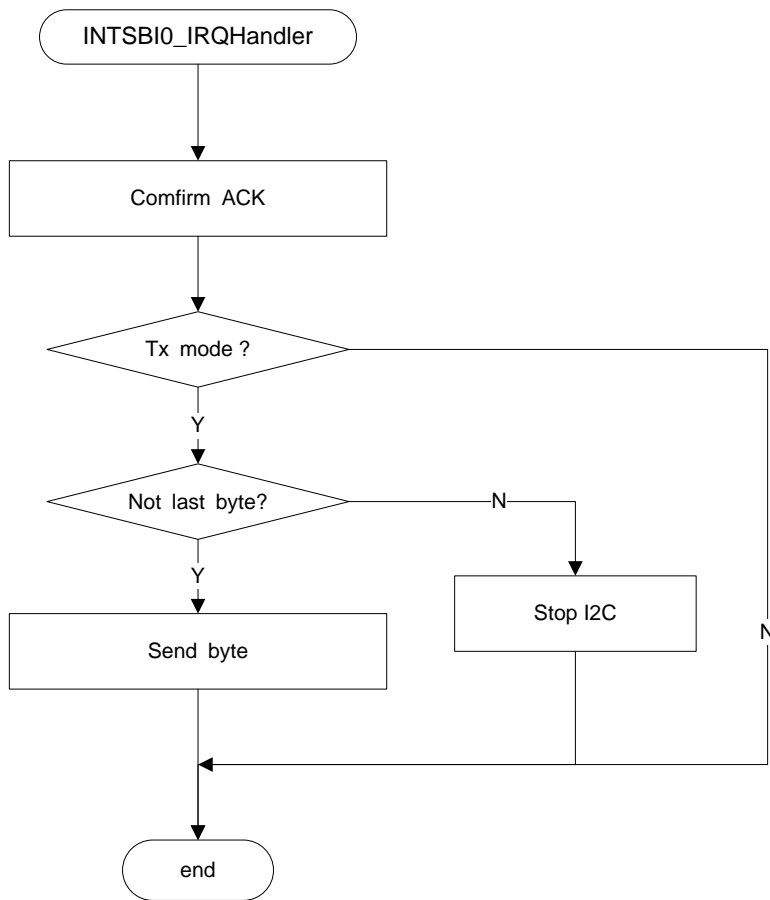 INTSBI0_IRQHandler
Comfirm ACK
Tx mode ?
Y
Not last byte?
N
Y
Stop I2C
N
Send byte
end